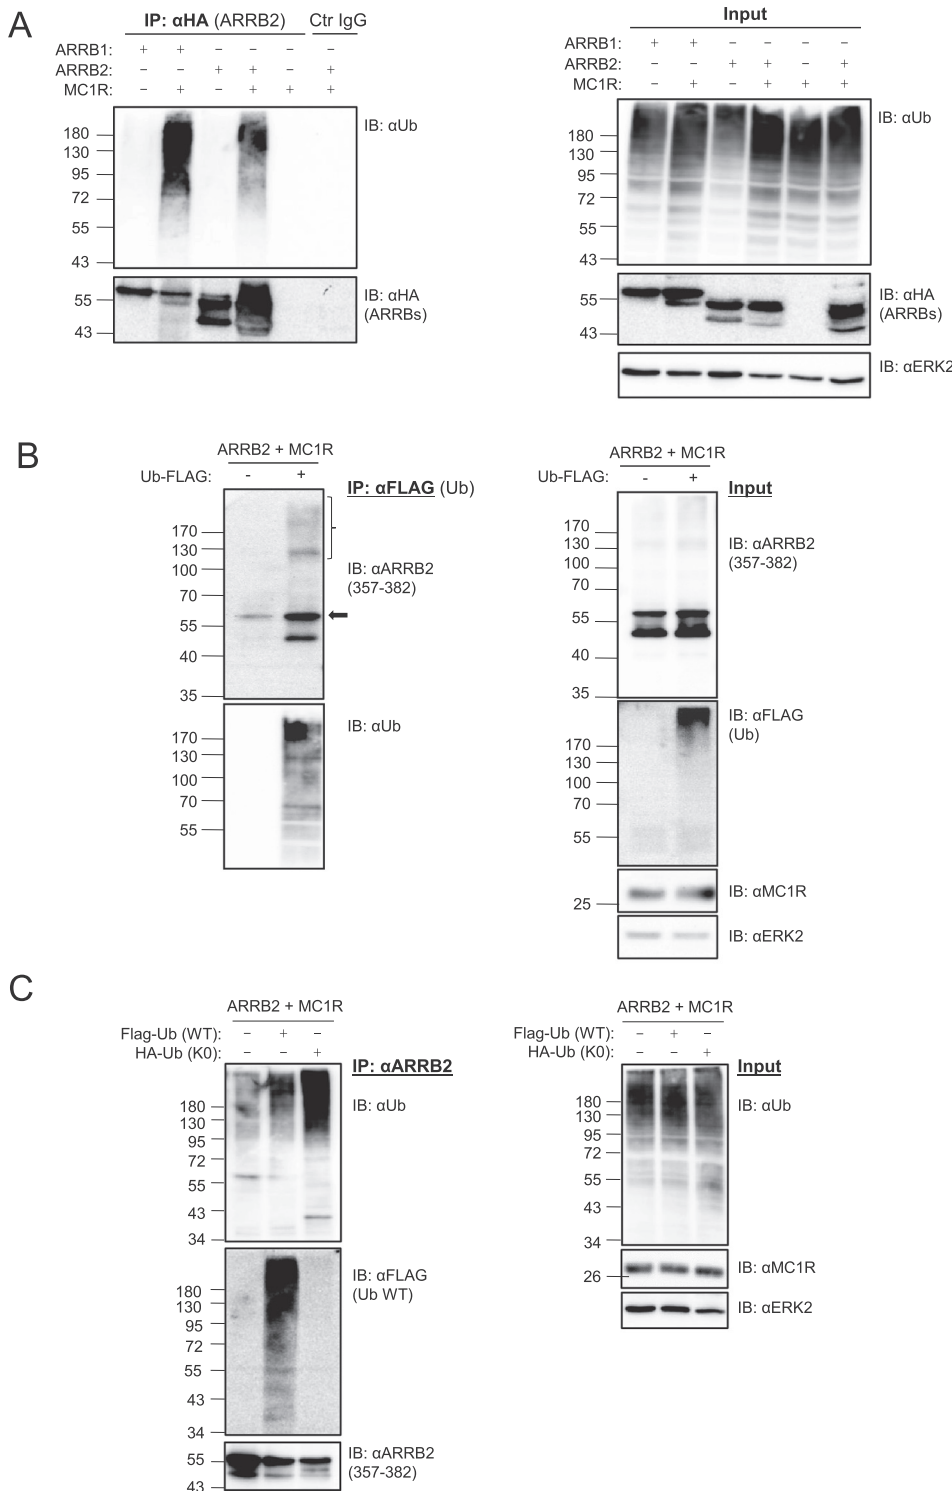 A
IP: αHA (ARRB2) Ctr IgG
ARRB1: + + − − − −
ARRB2: − − + + − +
MC1R: − + − + + +
180
130
95
72
55
43
IB: αUb
55
43
IB: αHA
(ARRBs)
Input
ARRB1: + + − − − −
ARRB2: − − + + − +
MC1R: − + − + + +
180
130
95
72
55
43
IB: αUb
55
43
IB: αHA
(ARRBs)
IB: αERK2
B
ARRB2 + MC1R
Ub-FLAG: - +
IP: αFLAG (Ub)
170
130
100
70
55
40
35
IB: αARRB2
(357-382)
170
130
100
70
55
IB: αUb
ARRB2 + MC1R
Ub-FLAG: - +
Input
170
130
100
70
55
40
35
IB: αARRB2
(357-382)
170
130
100
70
55
IB: αFLAG
(Ub)
25
IB: αMC1R
IB: αERK2
C
ARRB2 + MC1R
Flag-Ub (WT): − + −
HA-Ub (K0): − − +
IP: αARRB2
180
130
95
72
55
43
34
IB: αUb
180
130
95
72
55
43
34
IB: αFLAG
(Ub WT)
55
43
IB: αARRB2
(357-382)
ARRB2 + MC1R
Flag-Ub (WT): − + −
HA-Ub (K0): − − +
Input
180
130
95
72
55
43
34
IB: αUb
26
IB: αMC1R
IB: αERK2